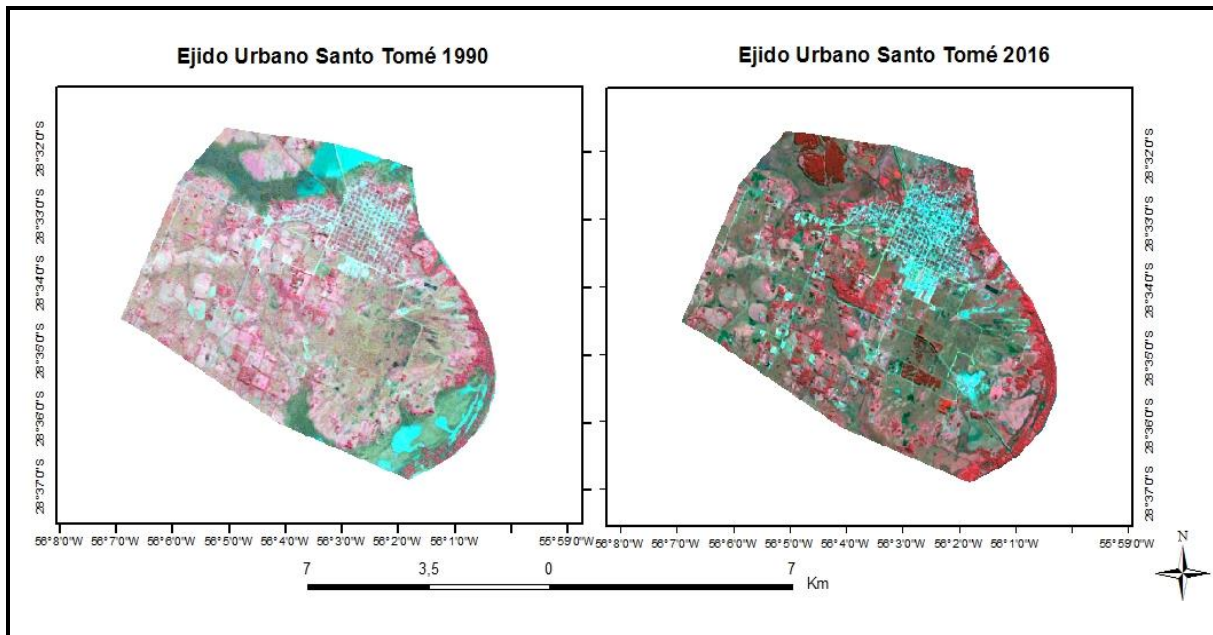 Ejido Urbano Santo Tomé 1990
Ejido Urbano Santo Tomé 2016
28°32'0"S
28°33'0"S
28°34'0"S
28°35'0"S
28°36'0"S
28°37'0"S
28°32'0"S
28°33'0"S
28°34'0"S
28°35'0"S
28°36'0"S
28°37'0"S
56°8'0"W 56°7'0"W 56°6'0"W 56°5'0"W 56°4'0"W 56°3'0"W 56°2'0"W 56°1'0"W 55°59'0"W
56°8'0"W 56°7'0"W 56°6'0"W 56°5'0"W 56°4'0"W 56°3'0"W 56°2'0"W 56°1'0"W 55°59'0"W
7 3,5 0 7
Km
N